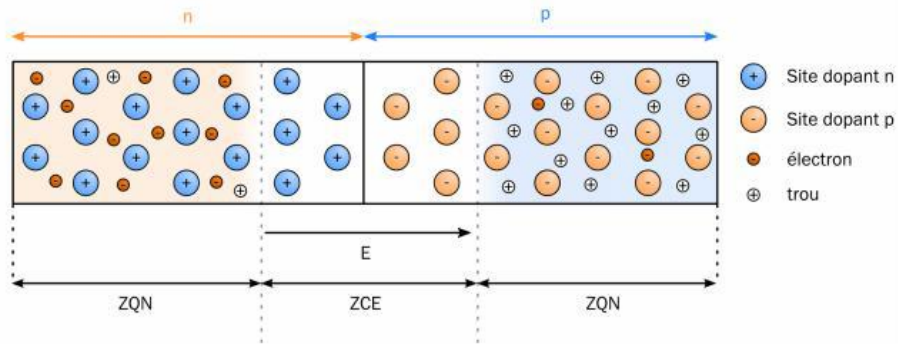 n
p
Site dopant n
Site dopant p
électron
trou
E
ZQN
ZCE
ZQN